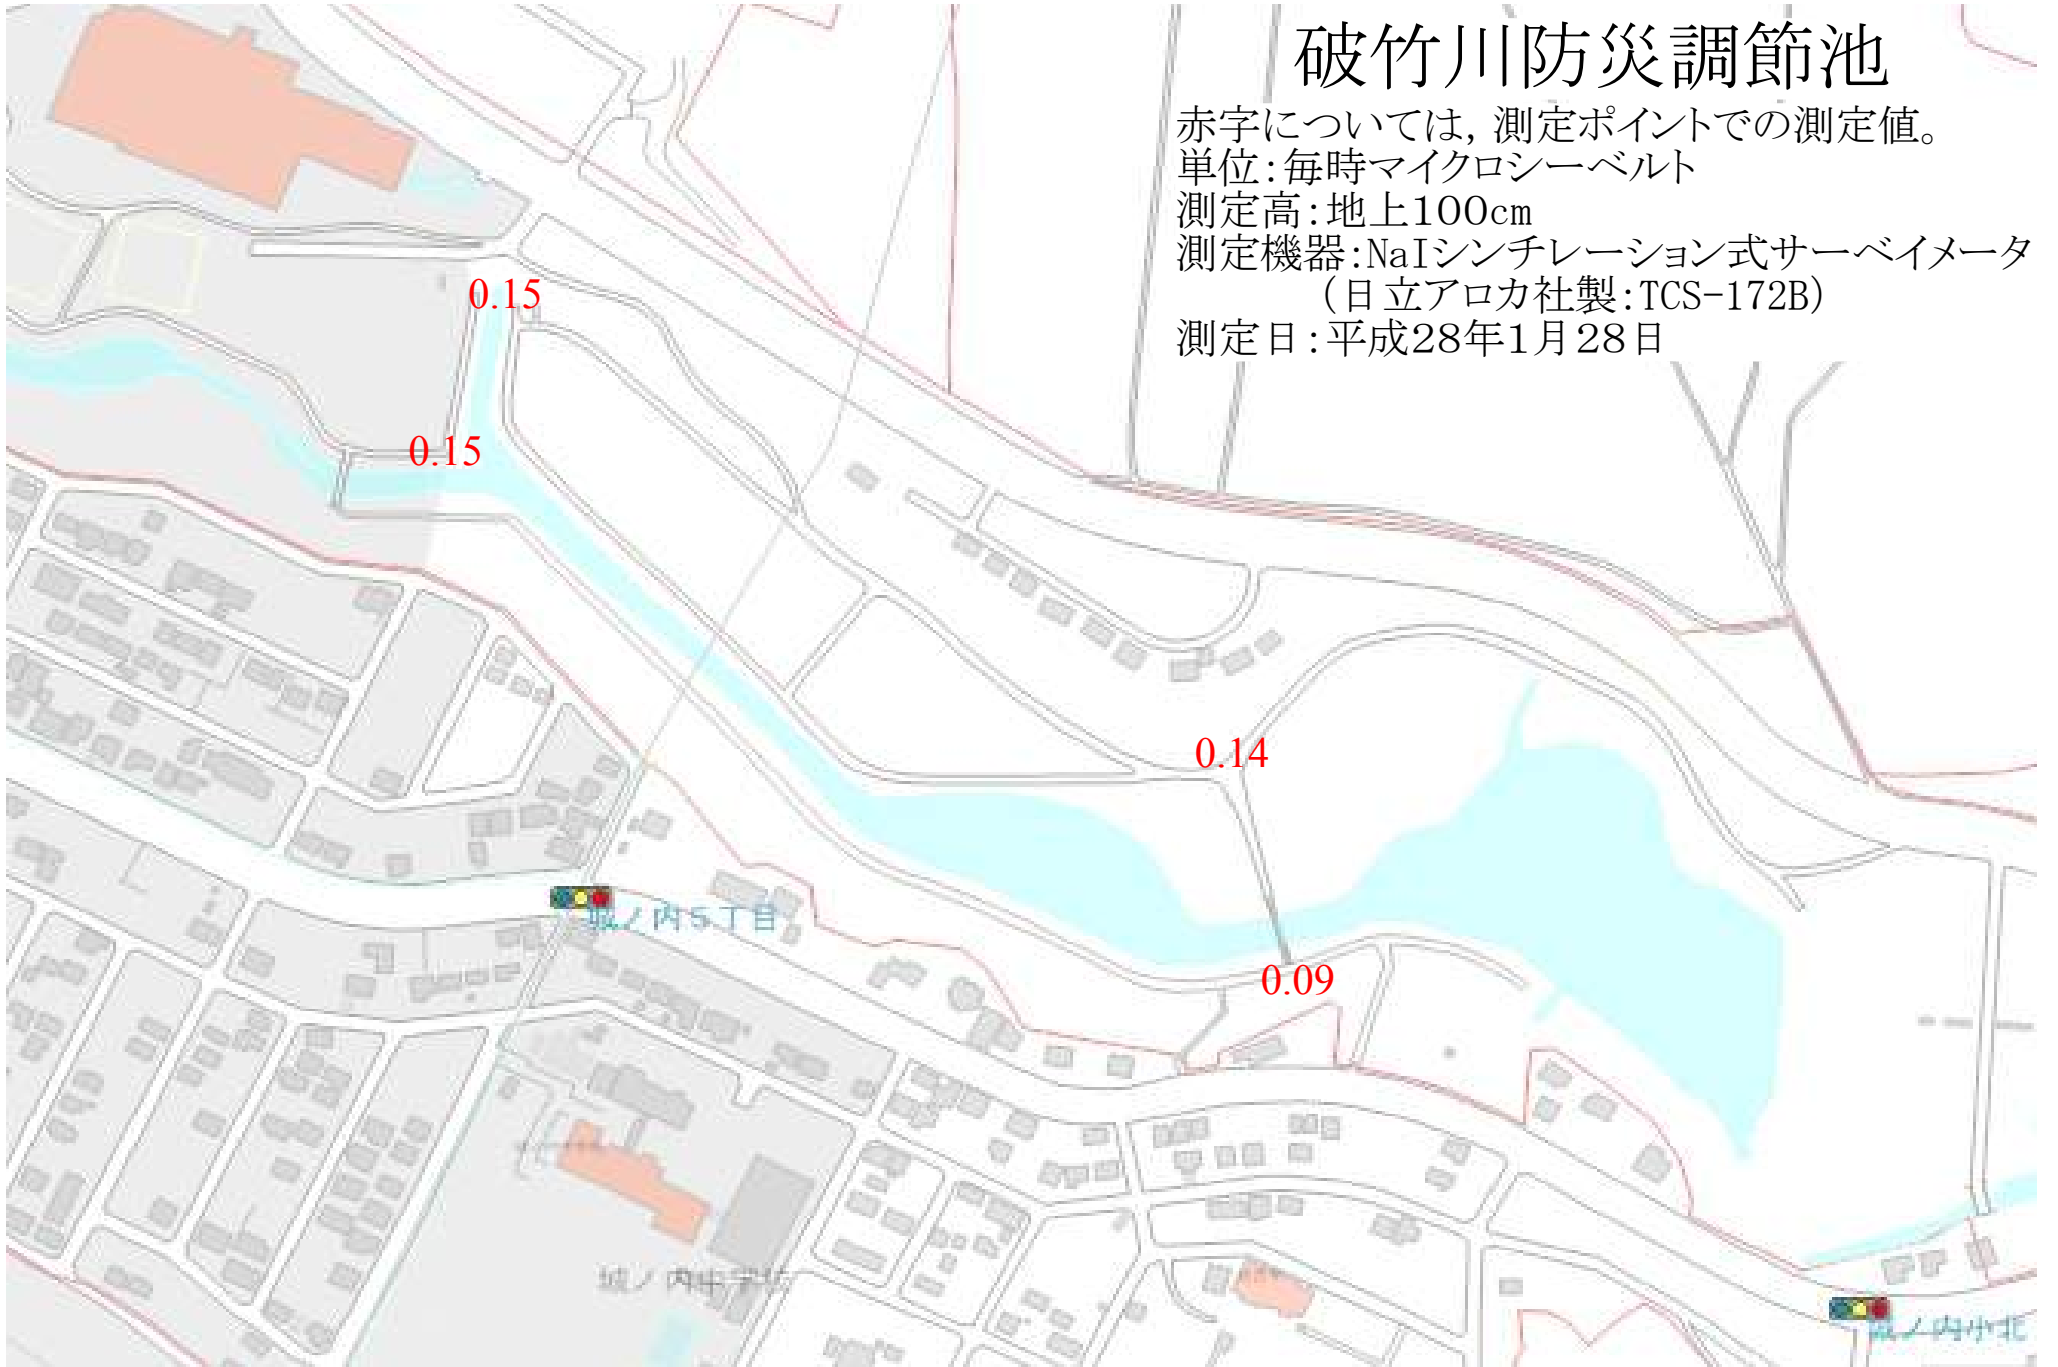 破竹川防災調節池
赤字については，測定ポイントでの測定値。
単位：毎時マイクロシーベルト
測定高：地上１００cm
測定機器：NaIシンチレーション式サーベイメータ
（日立アロカ社製：TCS-172B）
測定日：平成２８年１月２８日
0.15
0.15
0.14
城ノ内５丁目
0.09
城ノ内中学校
城ノ内小北